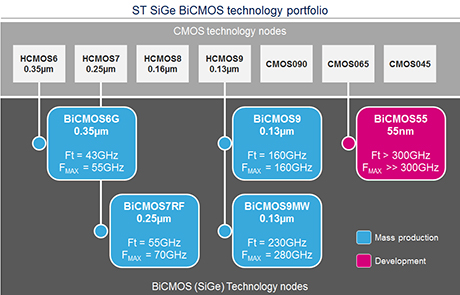 ST SiGe BiCMOS technology portfolio
CMOS technology nodes
HCMOS6
0.35µm
HCMOS7
0.25µm
HCMOS8
0.16µm
HCMOS9
0.13µm
CMOS090
CMOS065
CMOS045
BiCMOS6G
0.35µm
Ft = 43GHz
FMAX = 55GHz
BiCMOS9
0.13µm
Ft = 160GHz
FMAX = 160GHz
BiCMOS55
55nm
Ft > 300GHz
FMAX >> 300GHz
BiCMOS7RF
0.25µm
Ft = 55GHz
FMAX = 70GHz
BiCMOS9MW
0.13µm
Ft = 230GHz
FMAX = 280GHz
Mass production
Development
BiCMOS (SiGe) Technology nodes